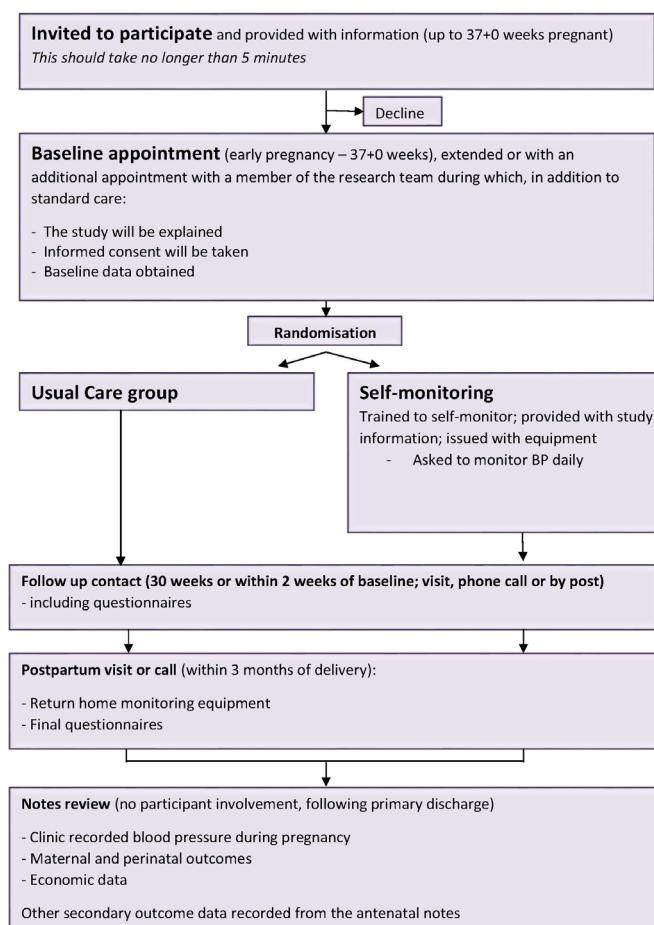 Invited to participate and provided with information (up to 37+0 weeks pregnant)
This should take no longer than 5 minutes
Decline
Baseline appointment (early pregnancy – 37+0 weeks), extended or with an
additional appointment with a member of the research team during which, in addition to
standard care:
- The study will be explained
- Informed consent will be taken
- Baseline data obtained
Randomisation
Usual Care group
Self-monitoring
Trained to self-monitor; provided with study
information; issued with equipment
- Asked to monitor BP daily
Follow up contact (30 weeks or within 2 weeks of baseline; visit, phone call or by post)
- including questionnaires
Postpartum visit or call (within 3 months of delivery):
- Return home monitoring equipment
- Final questionnaires
Notes review (no participant involvement, following primary discharge)
- Clinic recorded blood pressure during pregnancy
- Maternal and perinatal outcomes
- Economic data
Other secondary outcome data recorded from the antenatal notes